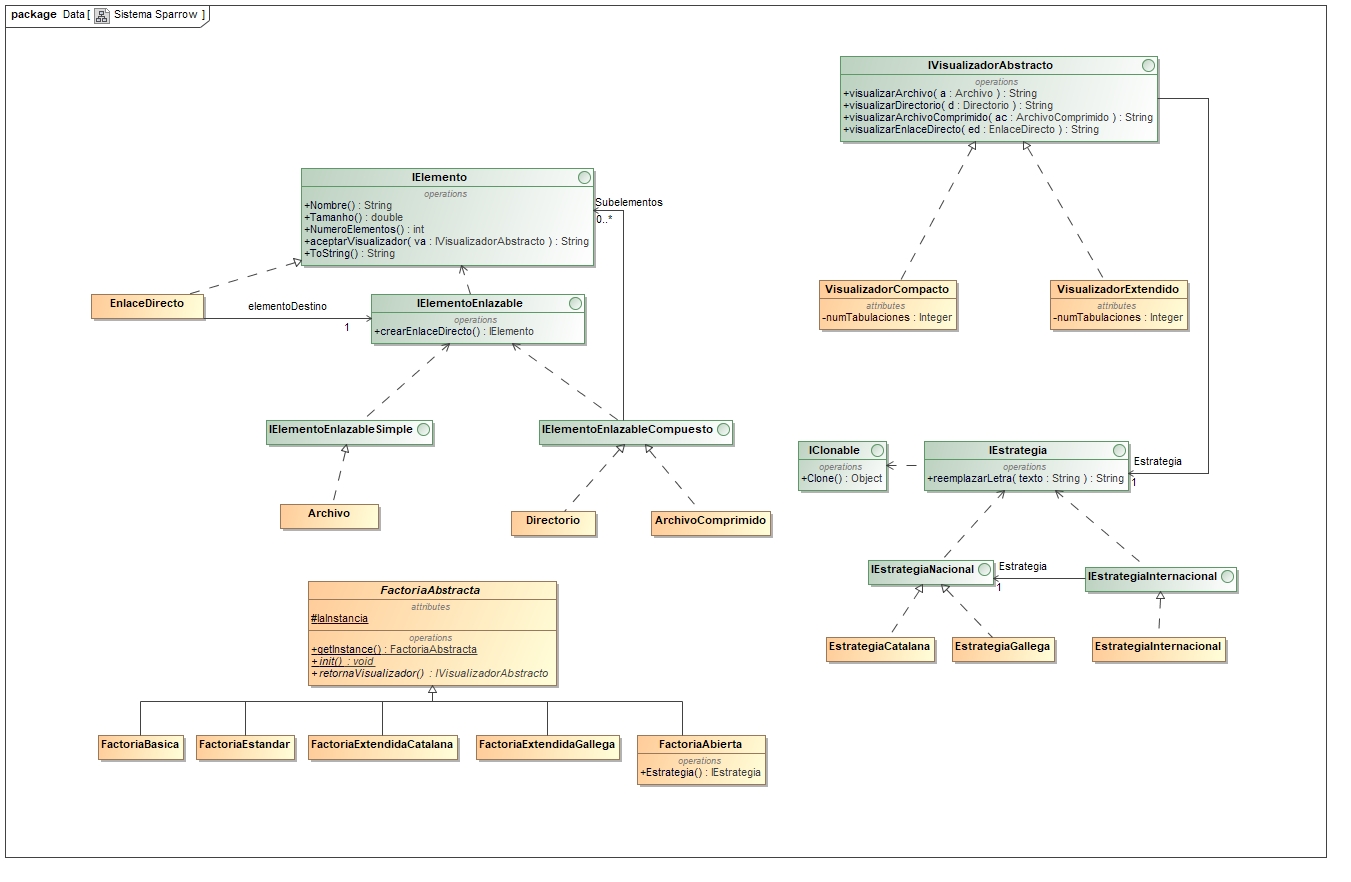 package Data [ Sistema Sparrow ]
IVisualizadorAbstracto
operations
+visualizarArchivo( a : Archivo ) : String
+visualizarDirectorio( d : Directorio ) : String
+visualizarArchivoComprimido( ac : ArchivoComprimido ) : String
+visualizarEnlaceDirecto( ed : EnlaceDirecto ) : String
IElemento
operations
+Nombre() : String
+Tamanho() : double
+NumeroElementos() : int
+aceptarVisualizador( va : IVisualizadorAbstracto ) : String
+ToString() : String
Subelementos
0..*
EnlaceDirecto
elementoDestino
1
IElementoEnlazable
operations
+crearEnlaceDirecto() : IElemento
VisualizadorCompacto
attributes
-numTabulaciones : Integer
VisualizadorExtendido
attributes
-numTabulaciones : Integer
IElementoEnlazableSimple
IElementoEnlazableCompuesto
IClonable
operations
+Clone() : Object
IEstrategia
operations
+reemplazarLetra( texto : String ) : String
Estrategia
1
Archivo
Directorio
ArchivoComprimido
IEstrategiaNacional
Estrategia
1
IEstrategiaInternacional
EstrategiaCatalana
EstrategiaGallega
EstrategiaInternacional
FactoriaAbstracta
attributes
#laInstancia
operations
+getInstance() : FactoriaAbstracta
+init() : void
+retornaVisualizador() : IVisualizadorAbstracto
FactoriaBasica
FactoriaEstandar
FactoriaExtendidaCatalana
FactoriaExtendidaGallega
FactoriaAbierta
operations
+Estrategia() : IEstrategia